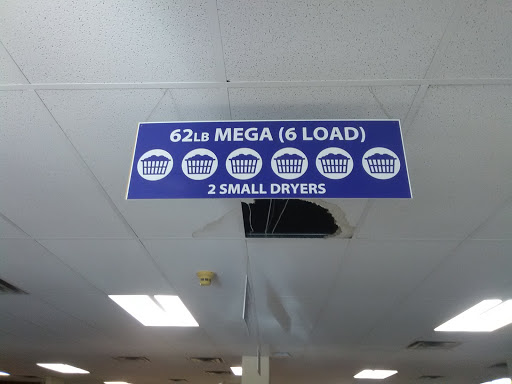 62LB MEGA (6 LOAD)
2 SMALL DRYERS